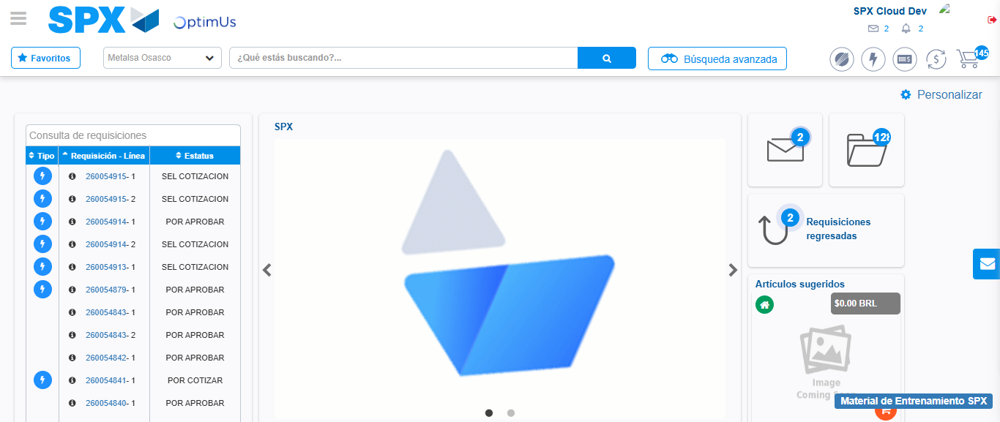 SPX OptimUs
SPX Cloud Dev
2 2
Favoritos
Metalsa Osasco
¿Qué estás buscando?...
Búsqueda avanzada
145
Personalizar
Consulta de requisiciones
Tipo Requisición - Línea Estatus
260054915- 1 SEL COTIZACION
260054915- 2 SEL COTIZACION
260054914- 1 POR APROBAR
260054914- 2 SEL COTIZACION
260054913- 1 SEL COTIZACION
260054879- 1 POR APROBAR
260054843- 1 POR APROBAR
260054843- 2 POR APROBAR
260054842- 1 POR APROBAR
260054841- 1 POR COTIZAR
260054840- 1 POR APROBAR
SPX
2
2
Requisiciones
regresadas
Artículos sugeridos
$0.00 BRL
Image
Coming
Material de Entrenamiento SPX